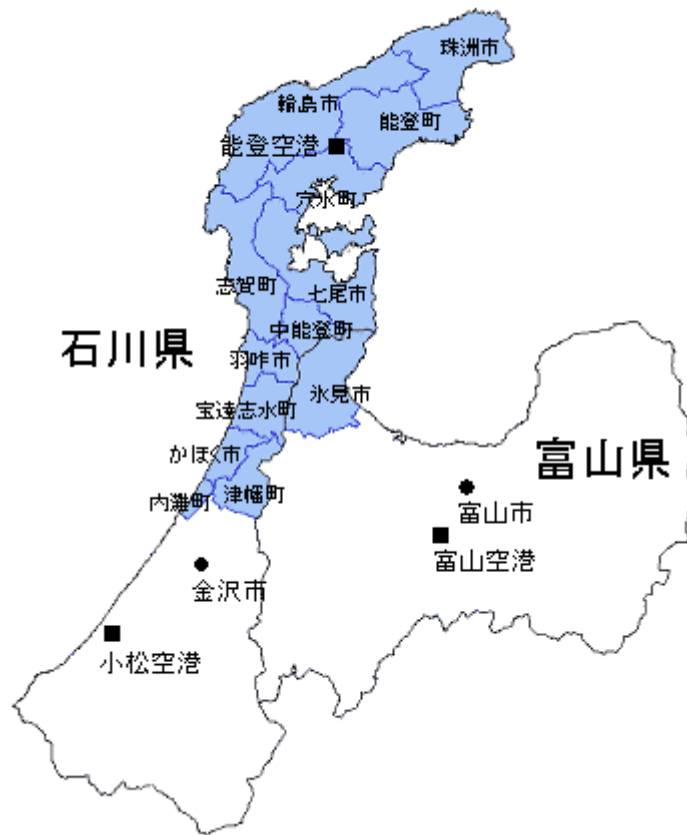 珠洲市
輪島市
能登町
能登空港
穴水町
志賀町
七尾市
中能登町
石川県
羽咋市
氷見市
宝達志水町
かほく市
富山県
内灘町
津幡町
富山市
富山空港
金沢市
小松空港